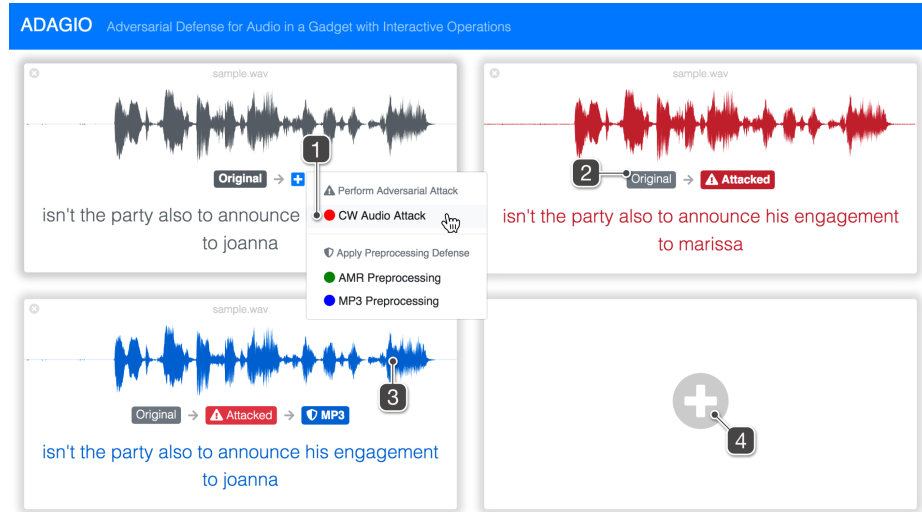 ADAGIO Adversarial Defense for Audio in a Gadget with Interactive Operations
sample.wav
1
Original → +
isn't the party also to announce
to joanna
Perform Adversarial Attack
CW Audio Attack
Apply Preprocessing Defense
AMR Preprocessing
MP3 Preprocessing
sample.wav
2
Original → Attacked
isn't the party also to announce his engagement
to marissa
sample.wav
3
Original → Attacked → MP3
isn't the party also to announce his engagement
to joanna
4